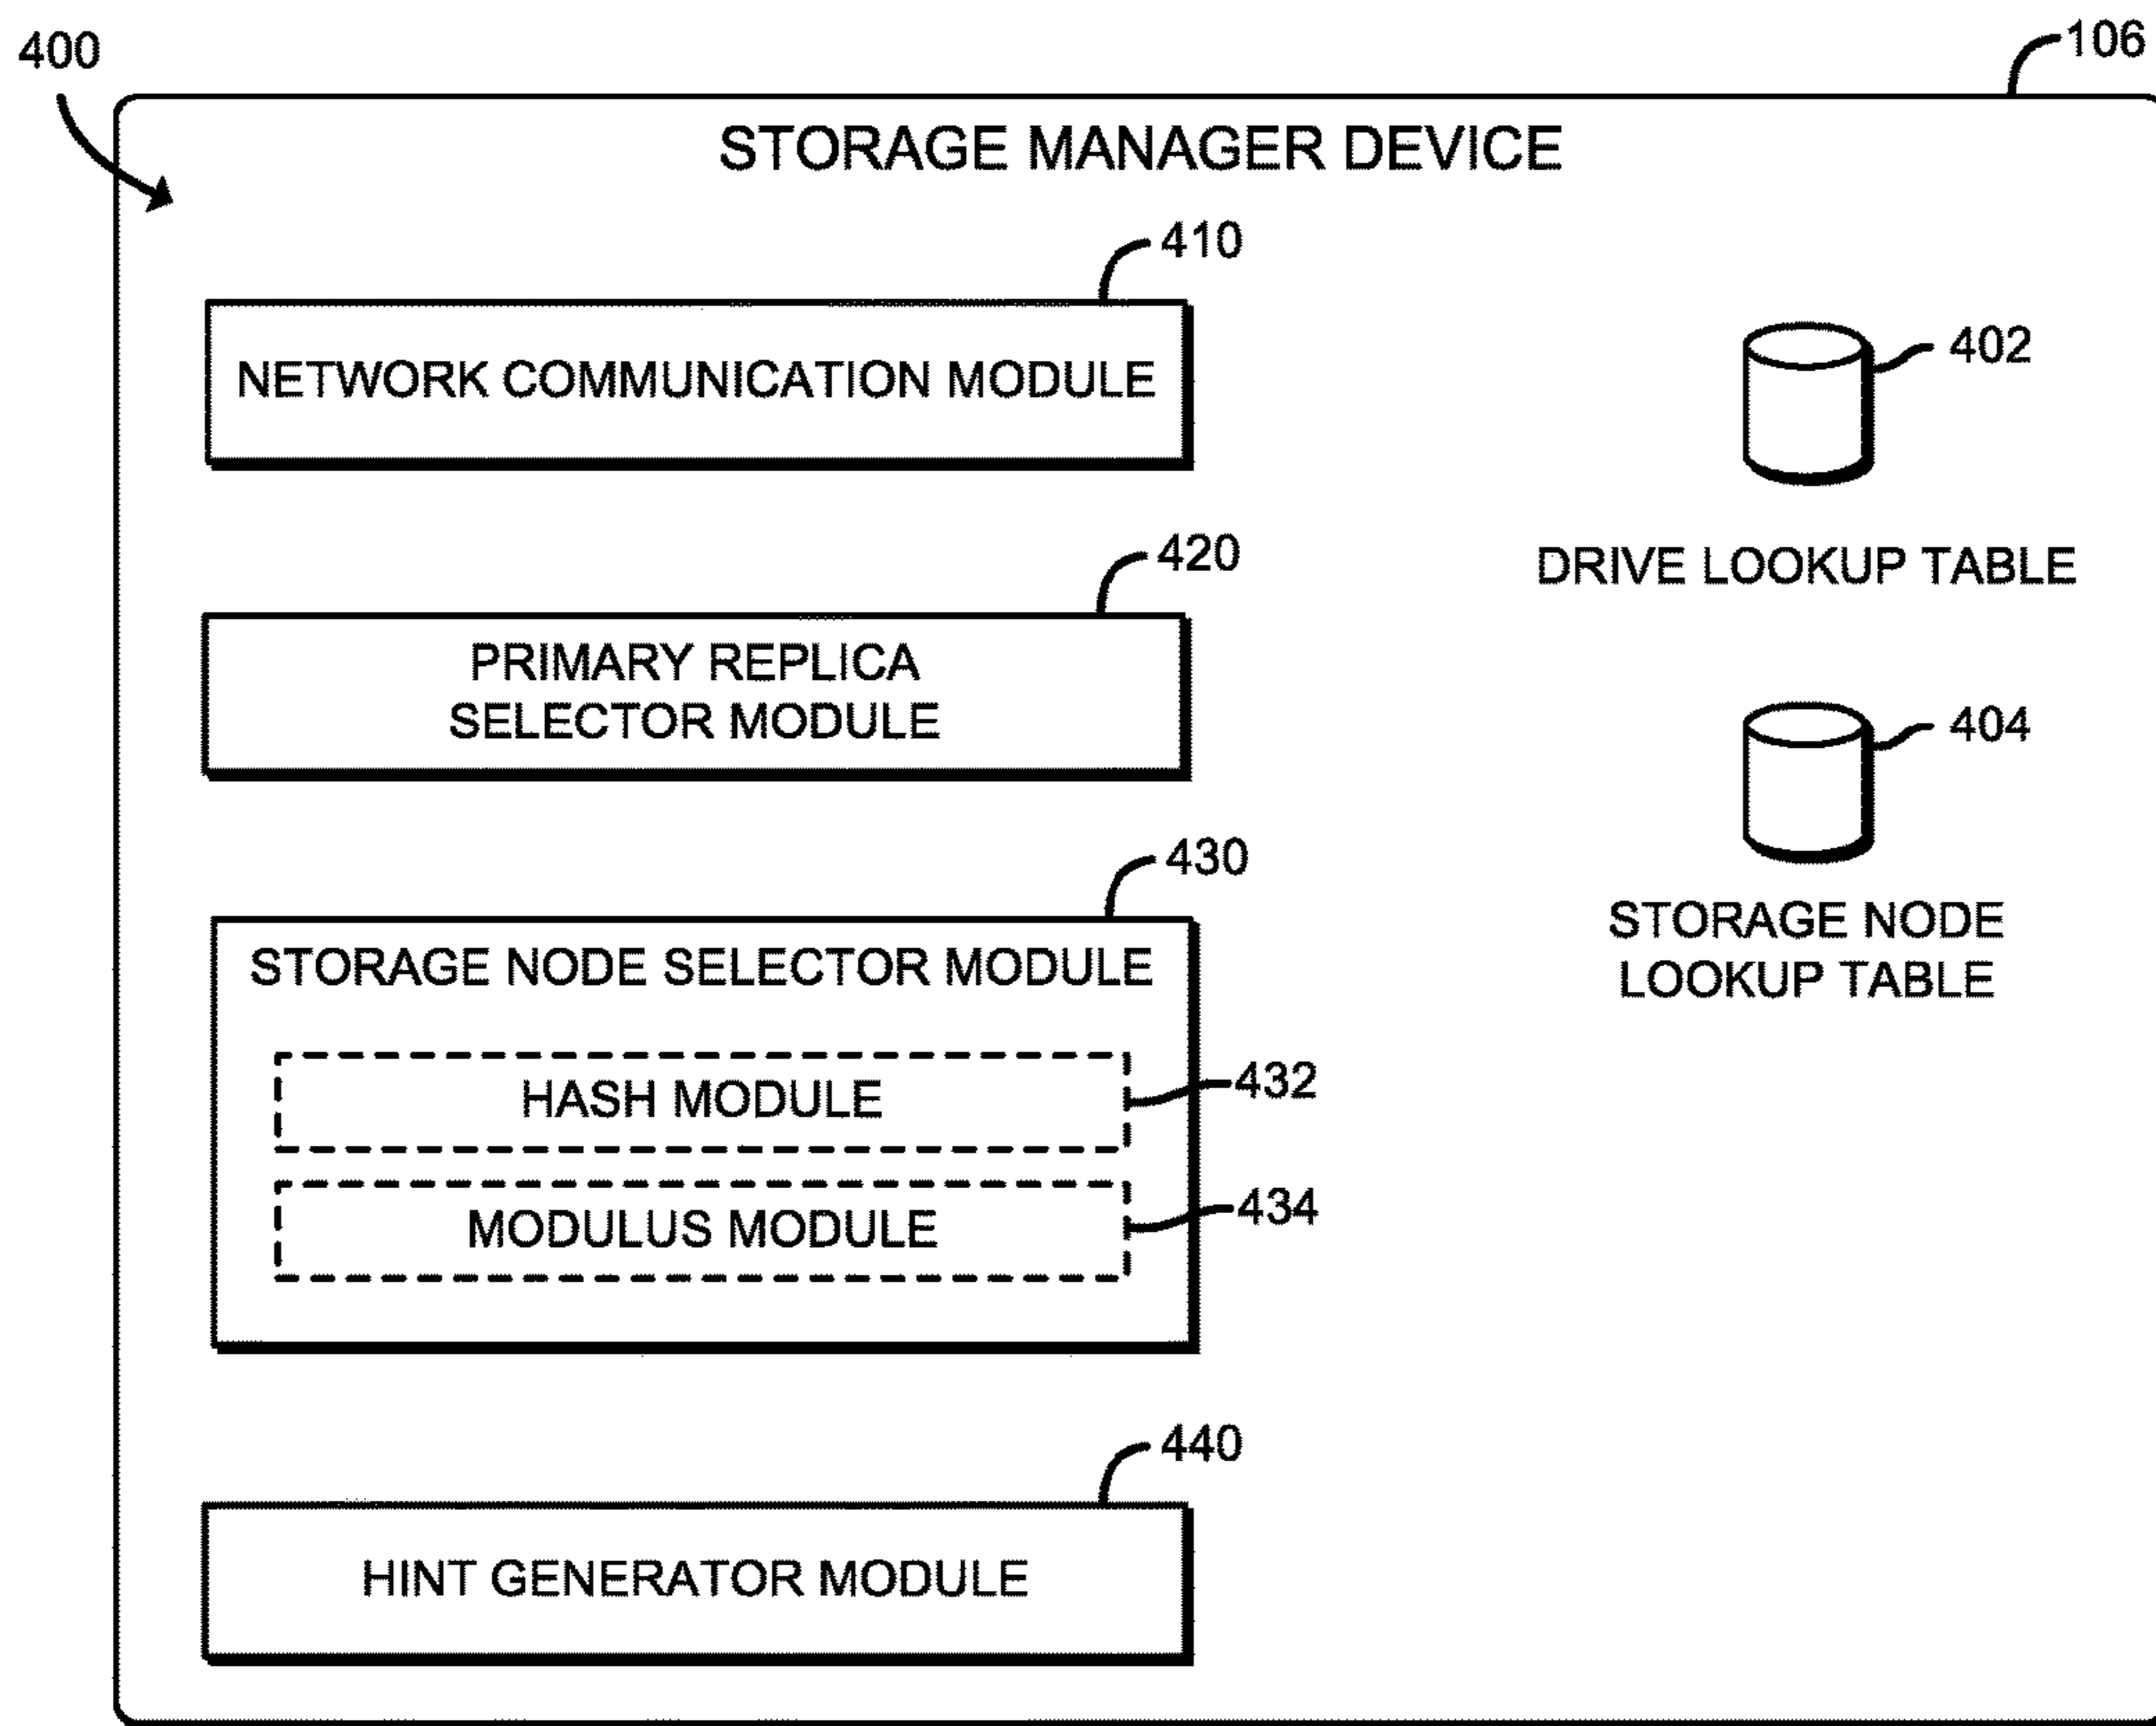 400
106
STORAGE MANAGER DEVICE
410
NETWORK COMMUNICATION MODULE
402
DRIVE LOOKUP TABLE
420
PRIMARY REPLICA
SELECTOR MODULE
404
STORAGE NODE
LOOKUP TABLE
430
STORAGE NODE SELECTOR MODULE
HASH MODULE
432
MODULUS MODULE
434
440
HINT GENERATOR MODULE